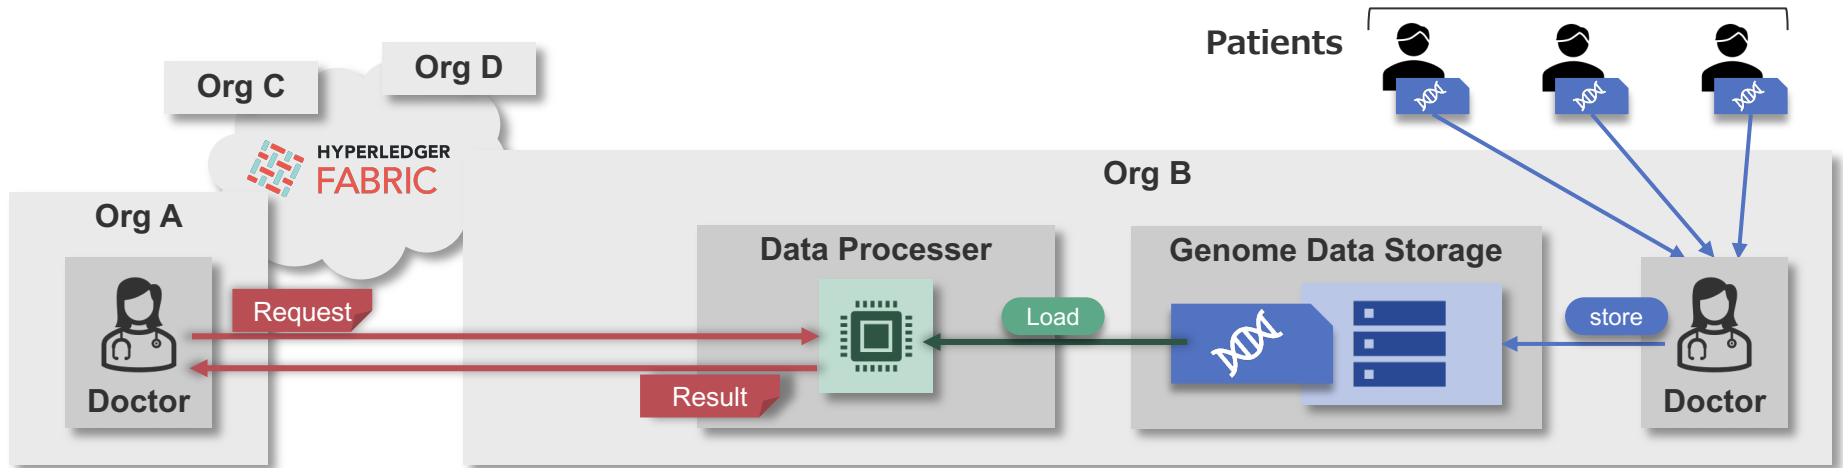 Patients
Org D
Org C
HYPERLEDGER
FABRIC
Org B
Org A
Data Processer
Genome Data Storage
Request
Load
store
Result
Doctor
Doctor